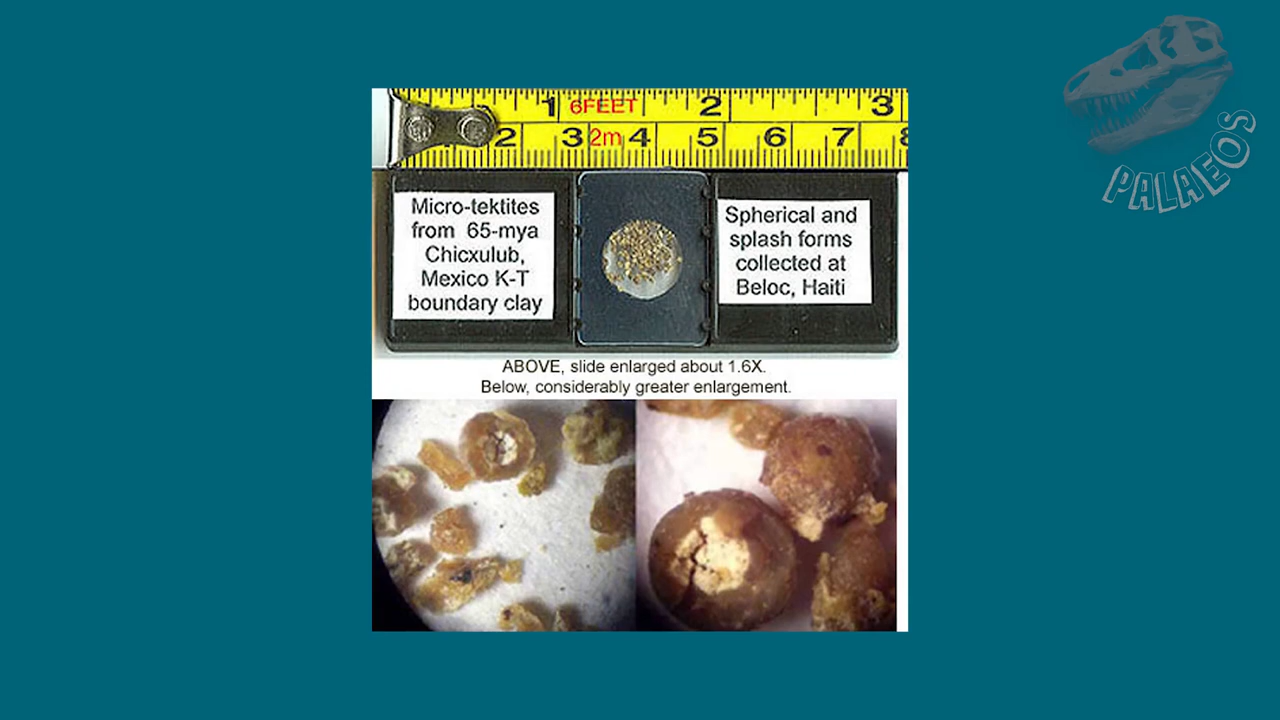 PALAEOS
1 6FEET 2 3
2 3 2m 4 5 6 7 8
Micro-tektites
from 65-mya
Chicxulub,
Mexico K-T
boundary clay
Spherical and
splash forms
collected at
Beloc, Haiti
ABOVE, slide enlarged about 1.6X.
Below, considerably greater enlargement.